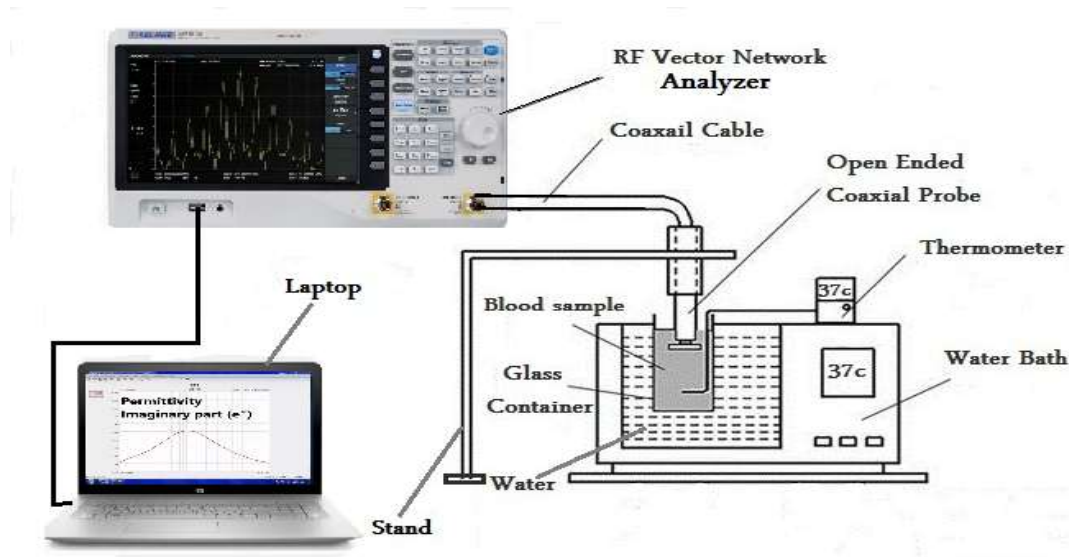 RF Vector Network
Analyzer
Coaxail Cable
Open Ended
Coaxial Probe
Thermometer
37c
Laptop
Blood sample
Water Bath
37c
Glass
Container
Permittivity
Imaginary part (e")
Water
Stand